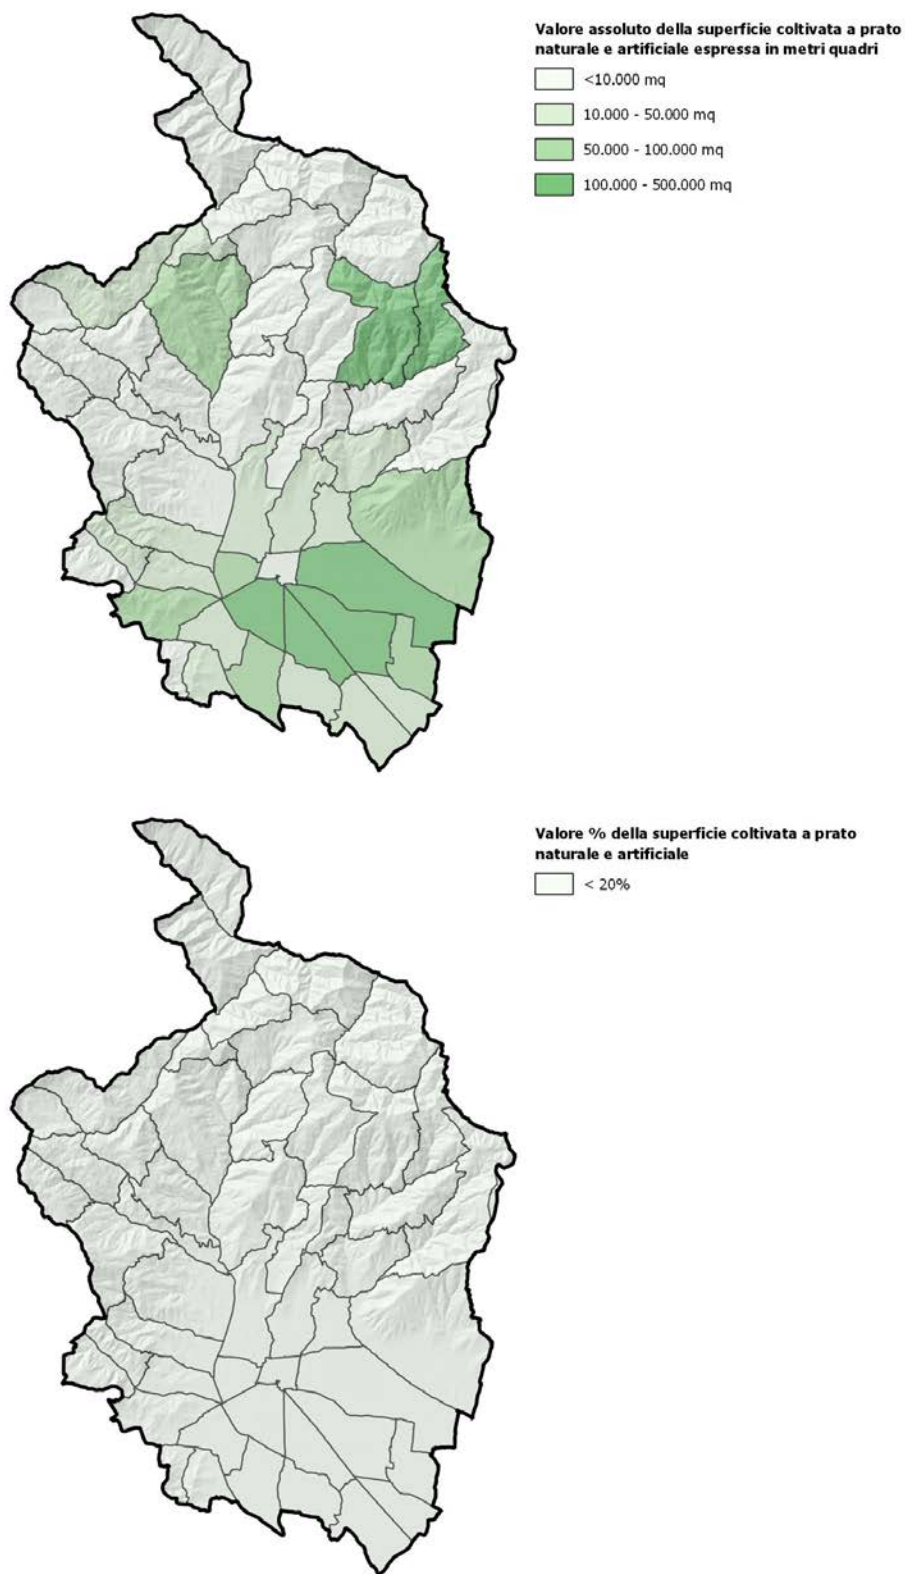 Valore assoluto della superficie coltivata a prato
naturale e artificiale espressa in metri quadri
<10.000 mq
10.000 - 50.000 mq
50.000 - 100.000 mq
100.000 - 500.000 mq
Valore % della superficie coltivata a prato
naturale e artificiale
< 20%